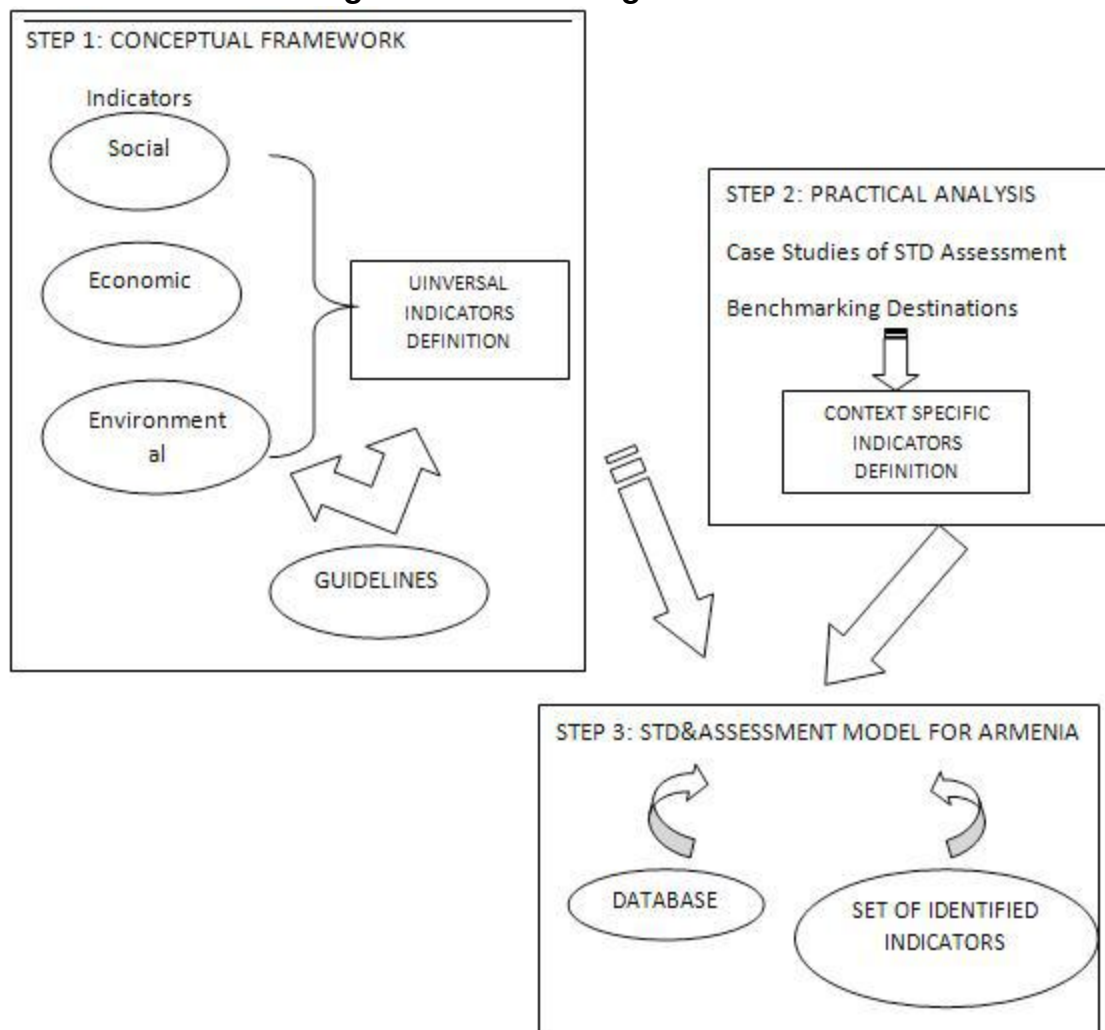 STEP 1: CONCEPTUAL FRAMEWORK
Indicators
Social
Economic
Environment
al
UINVERSAL
INDICATORS
DEFINITION
GUIDELINES
STEP 2: PRACTICAL ANALYSIS
Case Studies of STD Assessment
Benchmarking Destinations
CONTEXT SPECIFIC
INDICATORS
DEFINITION
STEP 3: STD&ASSESSMENT MODEL FOR ARMENIA
DATABASE
SET OF IDENTIFIED
INDICATORS